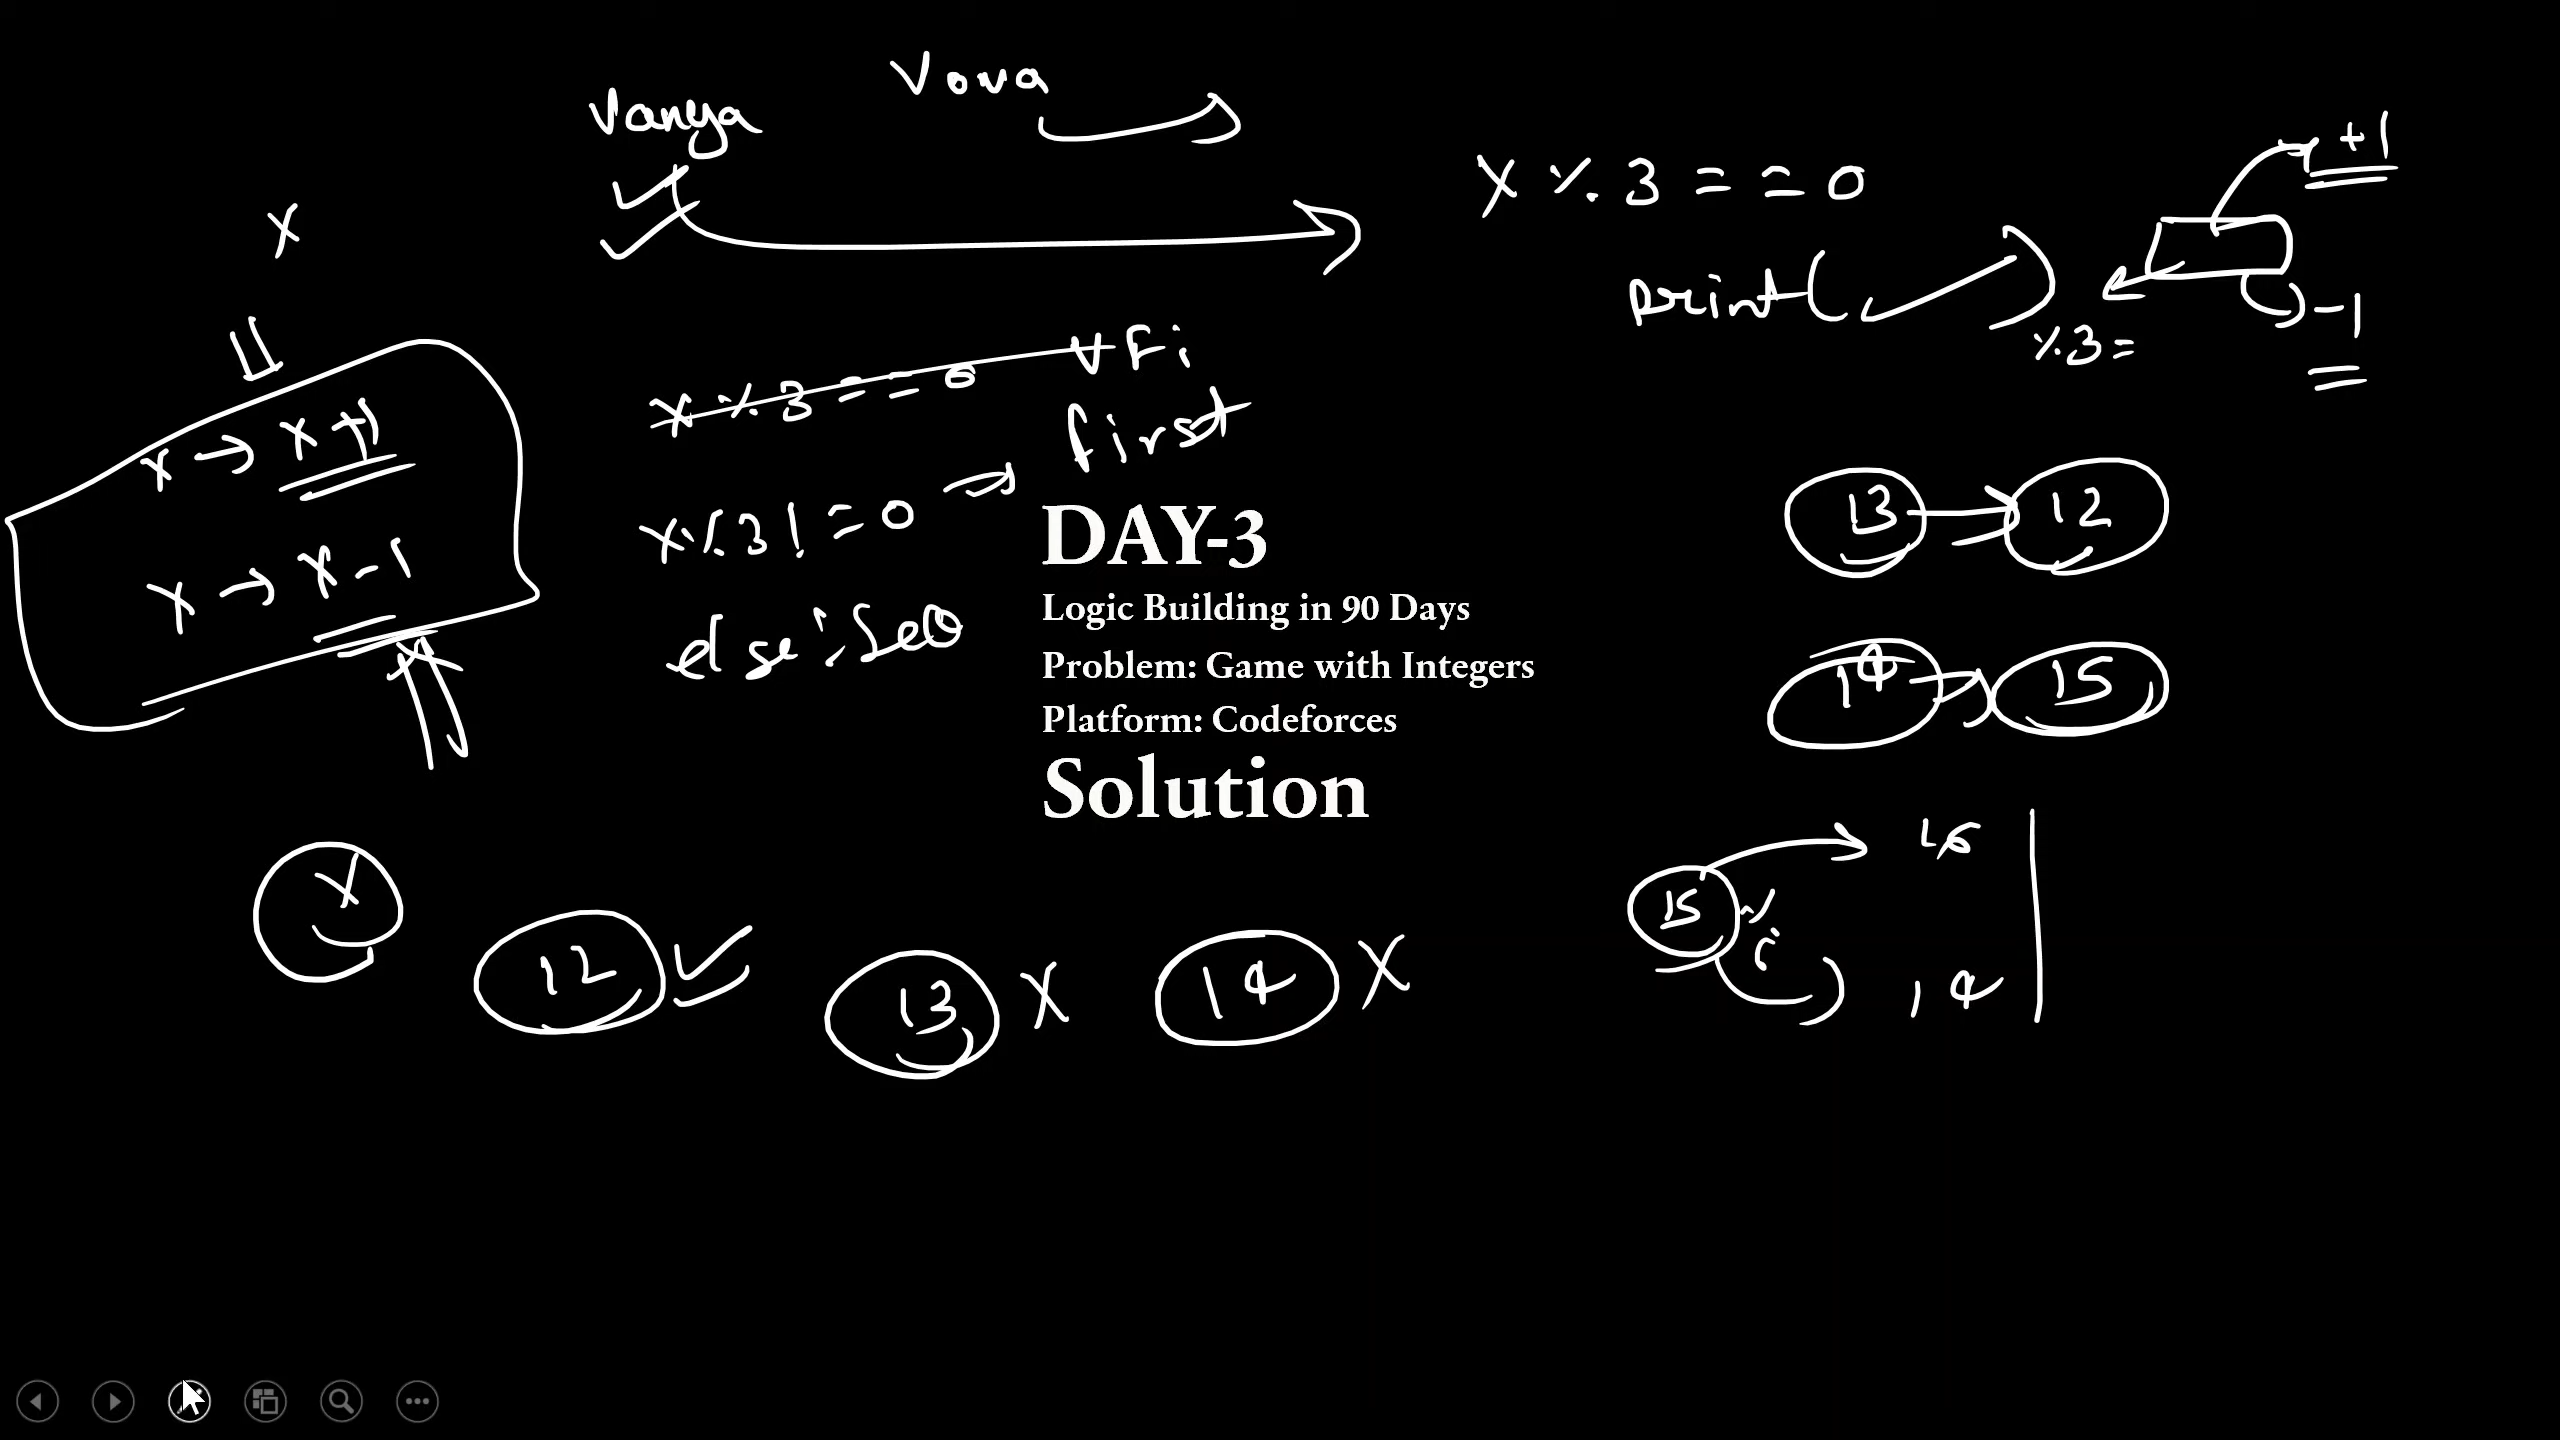 Vanya
Vova
X
x → x+1
x → x-1
x % 3 == 0
Fi
first
x % 3 != 0 →
else : Sec
X % 3 == 0
print( )
+1
-1
% 3 =
DAY-3
Logic Building in 90 Days
Problem: Game with Integers
Platform: Codeforces
Solution
13 → 12
14 → 15
15
16
14
X
12
13 X
14 X